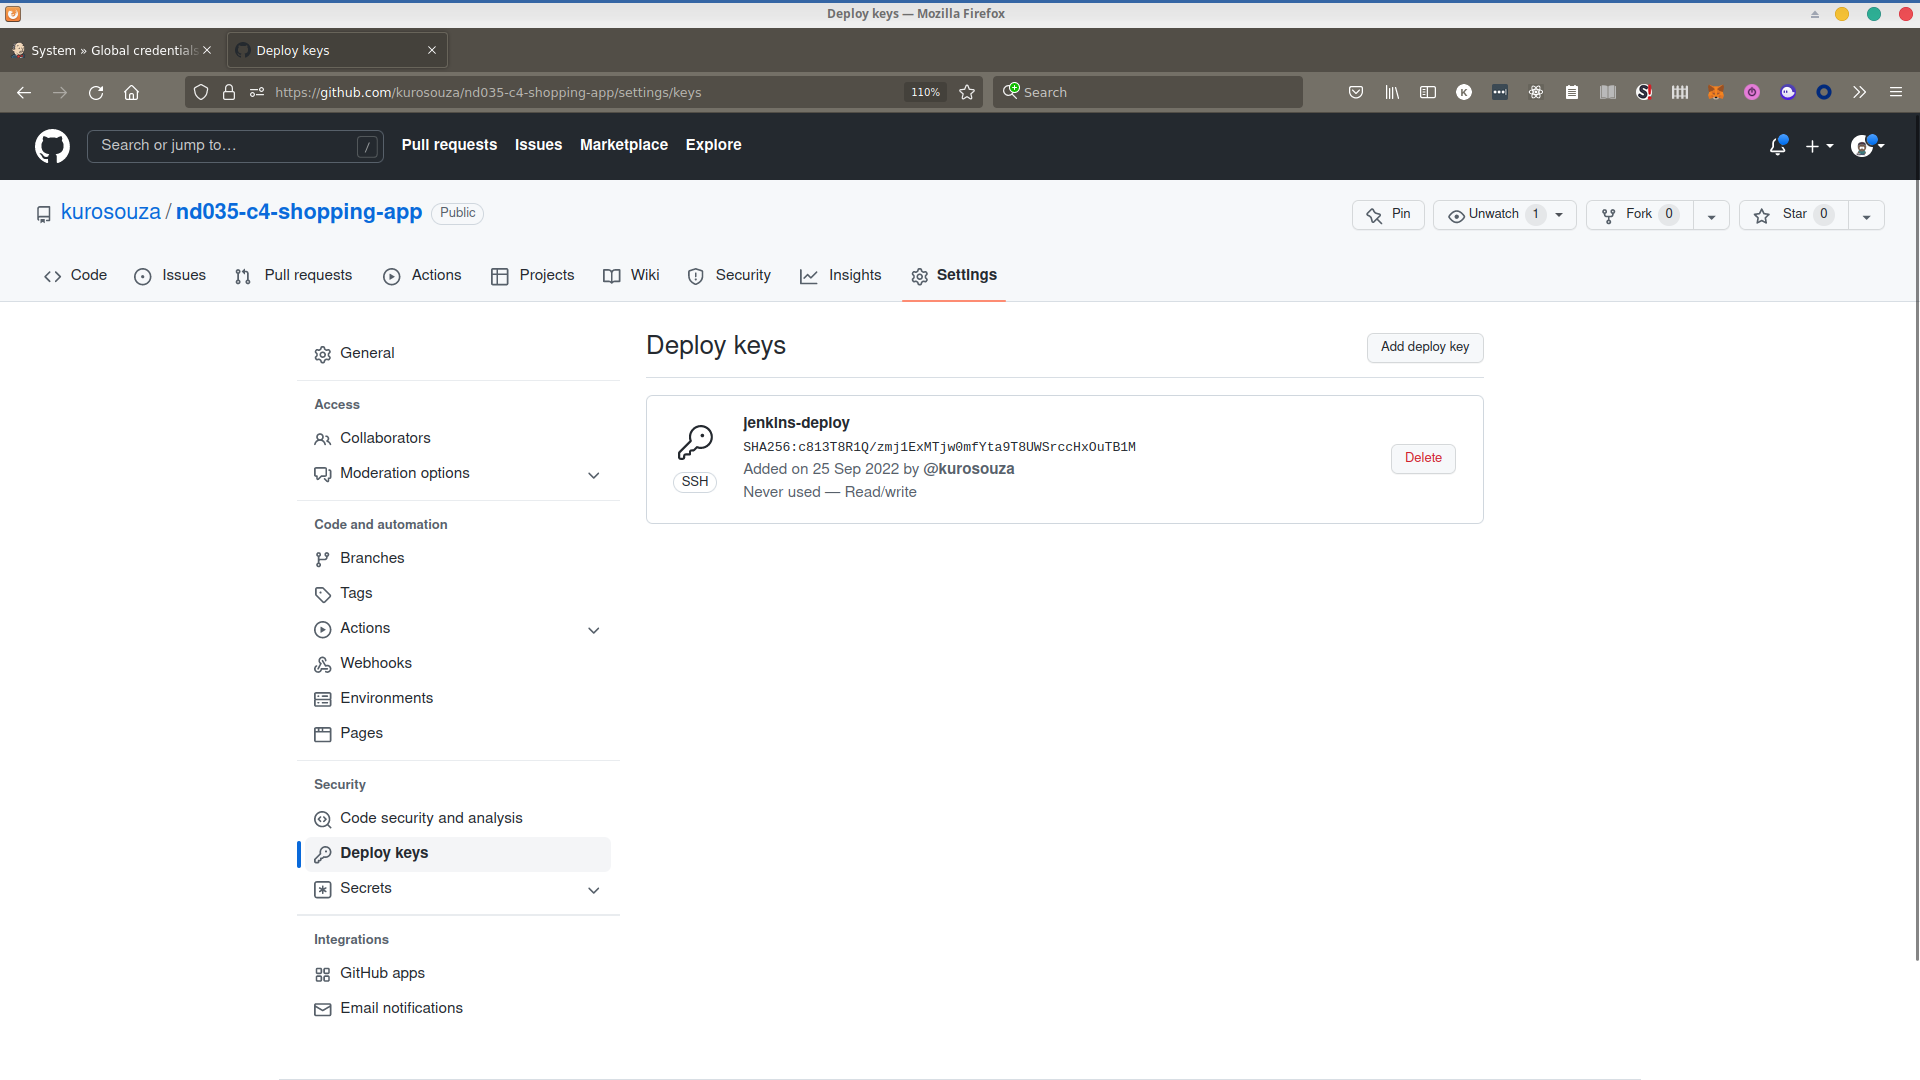 Deploy keys — Mozilla Firefox
System » Global credentials
Deploy keys
https://github.com/kurosouza/nd035-c4-shopping-app/settings/keys
110%
Search
Search or jump to…
/
Pull requests
Issues
Marketplace
Explore
kurosouza / nd035-c4-shopping-app
Public
Pin
Unwatch 1
Fork 0
Star 0
Code
Issues
Pull requests
Actions
Projects
Wiki
Security
Insights
Settings
General
Access
Collaborators
Moderation options
Code and automation
Branches
Tags
Actions
Webhooks
Environments
Pages
Security
Code security and analysis
Deploy keys
Secrets
Integrations
GitHub apps
Email notifications
Deploy keys
Add deploy key
jenkins-deploy
SHA256:c813T8R1Q/zmj1ExMTjw0mfYta9T8UWSrccHxOuTB1M
Added on 25 Sep 2022 by @kurosouza
Never used — Read/write
SSH
Delete